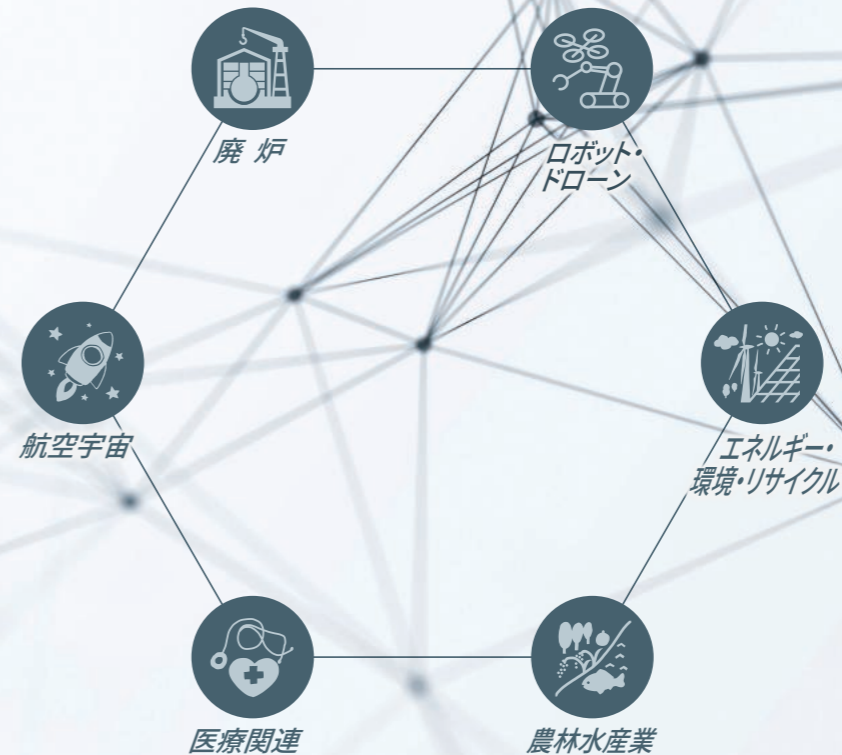 廃 炉
ロボット・
ドローン
航空宇宙
エネルギー・
環境・リサイクル
医療関連
農林水産業